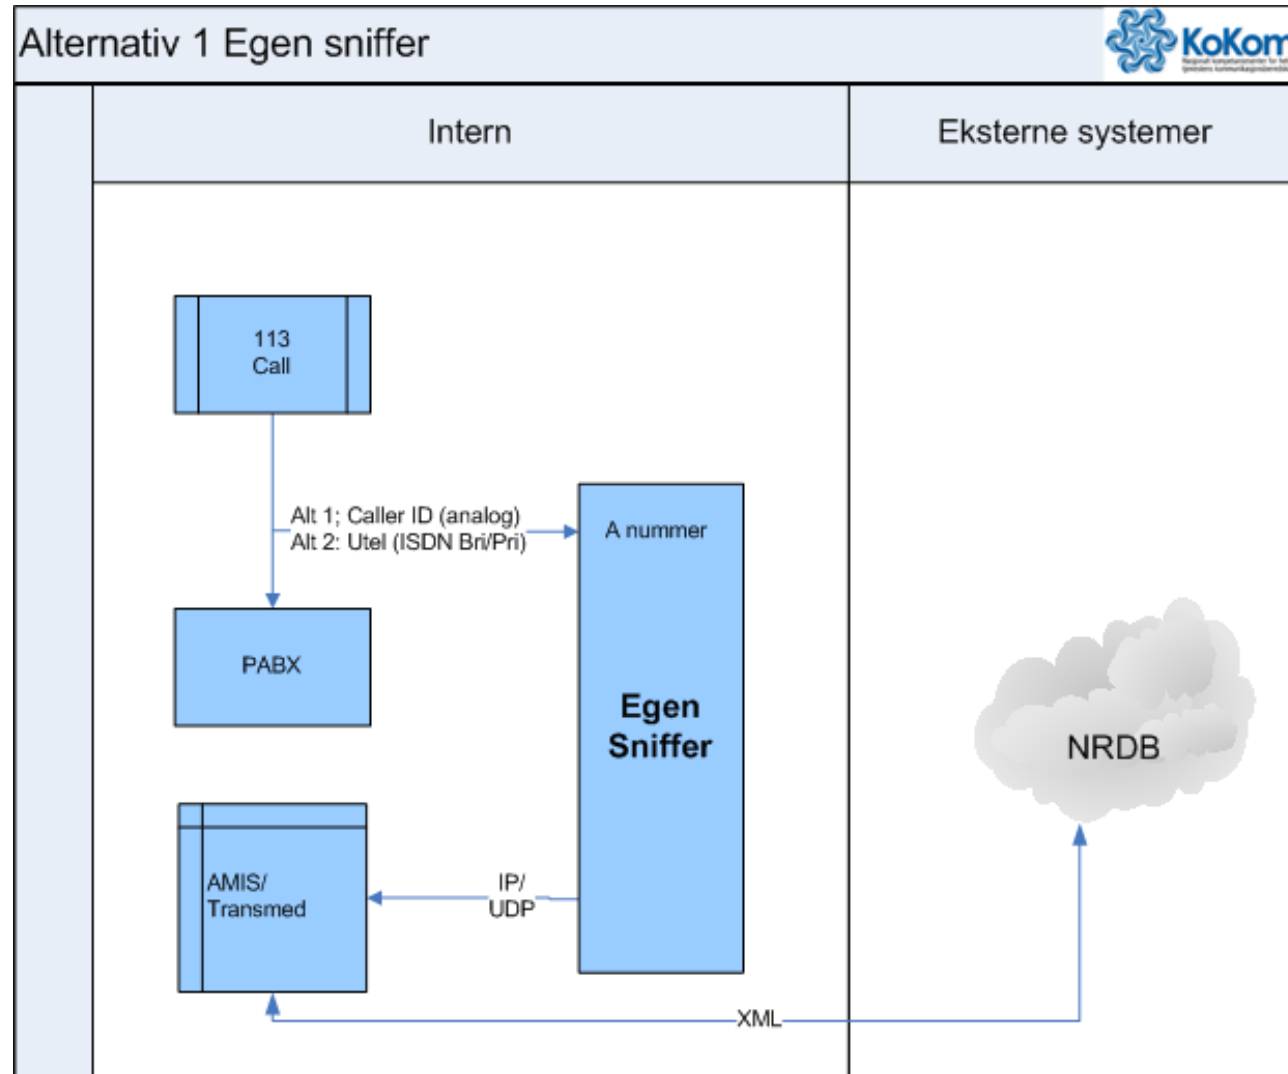 Alternativ 1 Egen sniffer
KoKom
Intern
Eksterne systemer
113
Call
Alt 1; Caller ID (analog)
Alt 2: Utel (ISDN Bri/Pri)
A nummer
PABX
Egen
Sniffer
NRDB
AMIS/
Transmed
IP/
UDP
XML